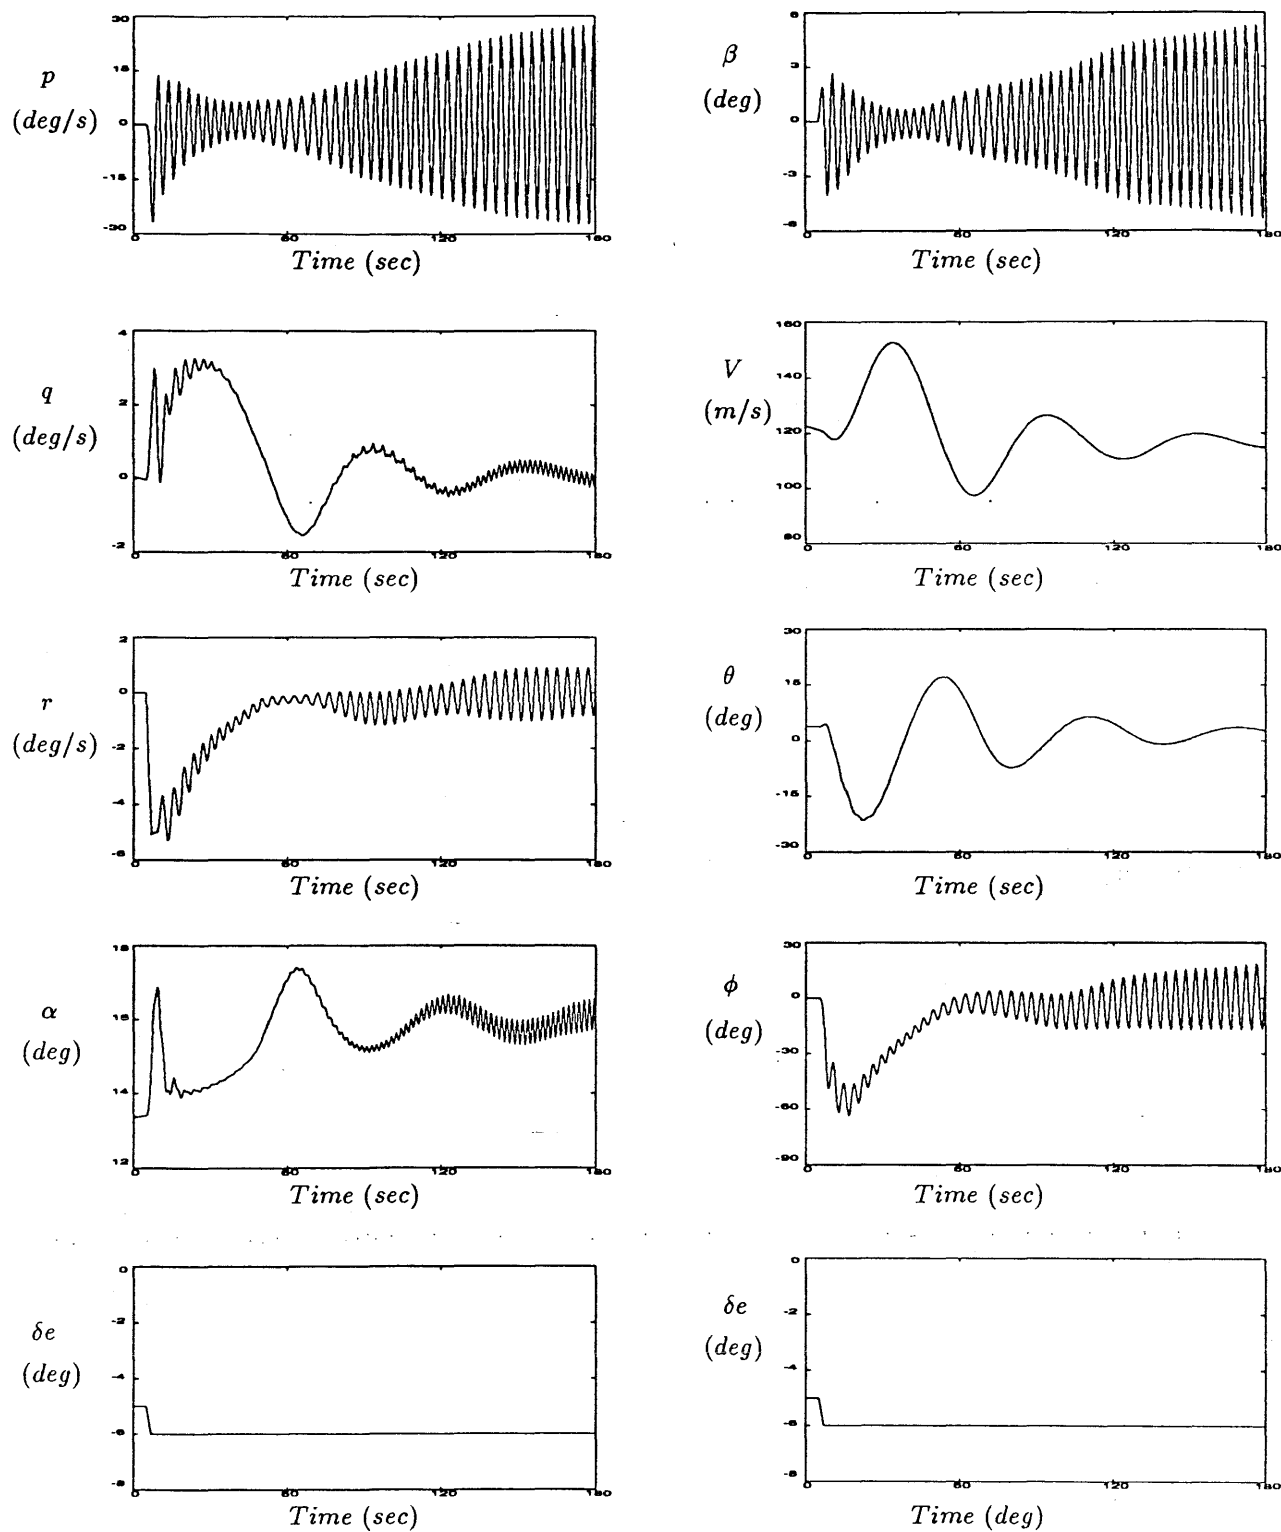 p
(deg/s)
30
15
0
-15
-30
0
60
120
180
Time (sec)
β
(deg)
6
3
0
-3
-6
0
60
120
180
Time (sec)
q
(deg/s)
4
2
0
-2
0
60
120
180
Time (sec)
V
(m/s)
160
140
120
100
80
0
60
120
180
Time (sec)
r
(deg/s)
2
0
-2
-4
-6
0
60
120
180
Time (sec)
θ
(deg)
30
15
0
-15
-30
0
60
120
180
Time (sec)
α
(deg)
18
16
14
12
0
60
120
180
Time (sec)
ϕ
(deg)
30
0
-30
-60
-90
0
60
120
180
Time (sec)
δe
(deg)
0
-2
-4
-6
-8
0
60
120
180
Time (sec)
δe
(deg)
0
-2
-4
-6
-8
0
60
120
180
Time (deg)